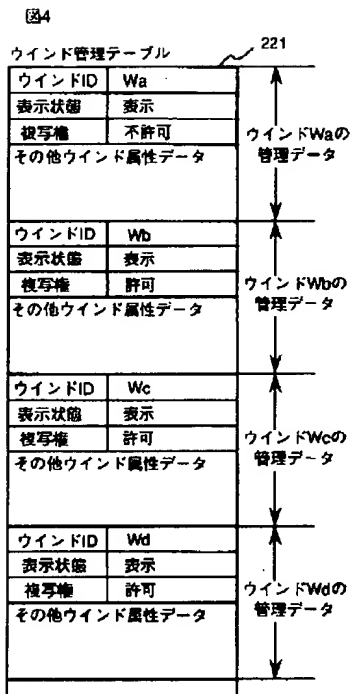 図4
ウインド管理テーブル
221
ウインドID Wa
表示状態 表示
複写権 不許可
その他ウインド属性データ
ウインドWaの
管理データ
ウインドID Wb
表示状態 表示
複写権 許可
その他ウインド属性データ
ウインドWbの
管理データ
ウインドID Wc
表示状態 表示
複写権 許可
その他ウインド属性データ
ウインドWcの
管理データ
ウインドID Wd
表示状態 表示
複写権 許可
その他ウインド属性データ
ウインドWdの
管理データ